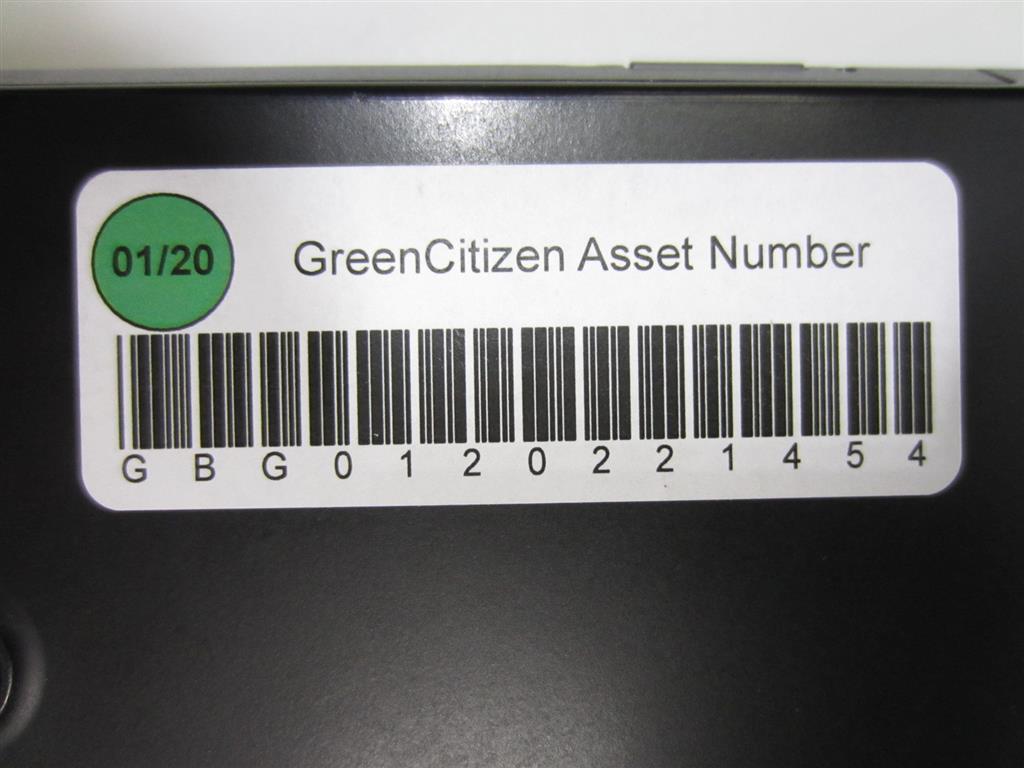 01/20
GreenCitizen Asset Number
G B G 0 1 2 0 2 2 1 4 5 4